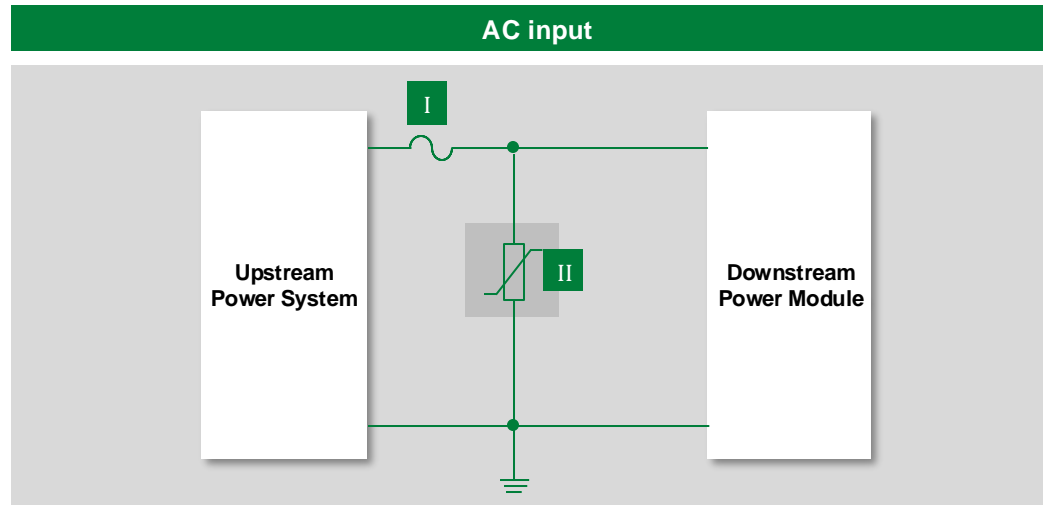 AC input
I
II
Upstream
Power System
Downstream
Power Module